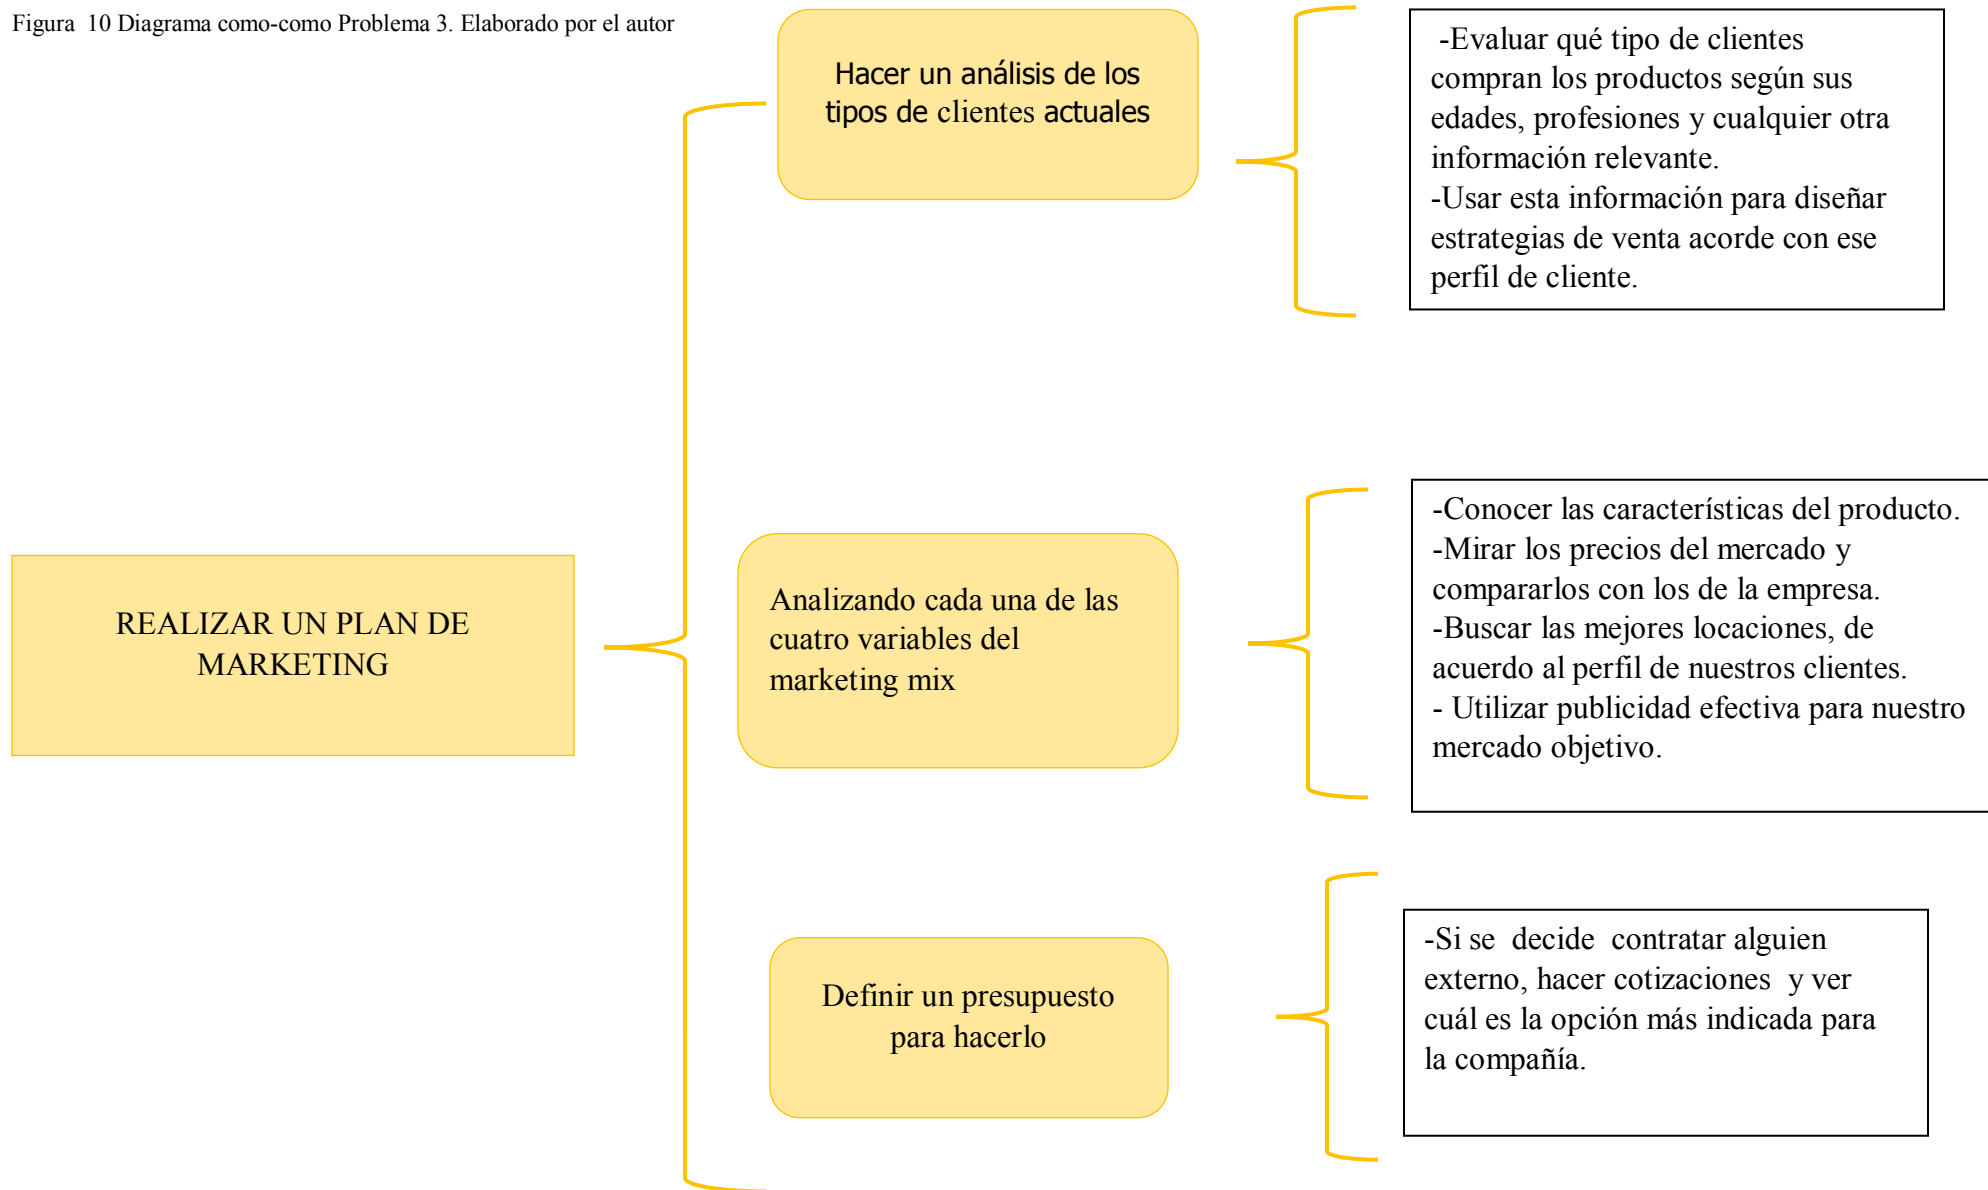 Figura  10 Diagrama como-como Problema 3. Elaborado por el autor
Hacer un análisis de los
tipos de clientes actuales
-Evaluar qué tipo de clientes
compran los productos según sus
edades, profesiones y cualquier otra
información relevante.
-Usar esta información para diseñar
estrategias de venta acorde con ese
perfil de cliente.
REALIZAR UN PLAN DE
MARKETING
Analizando cada una de las
cuatro variables del
marketing mix
-Conocer las características del producto.
-Mirar los precios del mercado y
compararlos con los de la empresa.
-Buscar las mejores locaciones, de
acuerdo al perfil de nuestros clientes.
- Utilizar publicidad efectiva para nuestro
mercado objetivo.
Definir un presupuesto
para hacerlo
-Si se  decide  contratar alguien
externo, hacer cotizaciones  y ver
cuál es la opción más indicada para
la compañía.